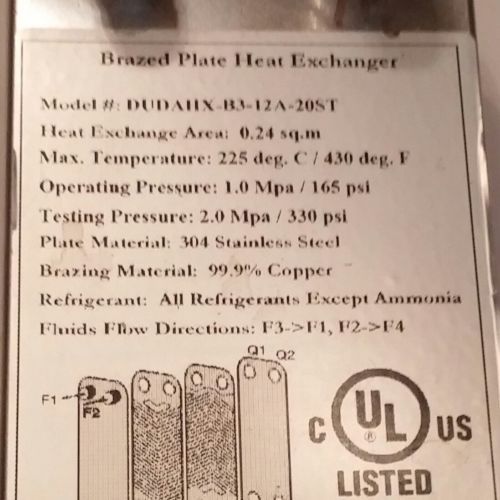 Brazed Plate Heat Exchanger
Model #: DUDAHX-B3-12A-20ST
Heat Exchange Area: 0.24 sq.m
Max. Temperature: 225 deg. C / 430 deg. F
Operating Pressure: 1.0 Mpa / 165 psi
Testing Pressure: 2.0 Mpa / 330 psi
Plate Material: 304 Stainless Steel
Brazing Material: 99.9% Copper
Refrigerant: All Refrigerants Except Ammonia
Fluids Flow Directions: F3->F1, F2->F4
Q1 Q2
F1
F2
C UL ® US
LISTED